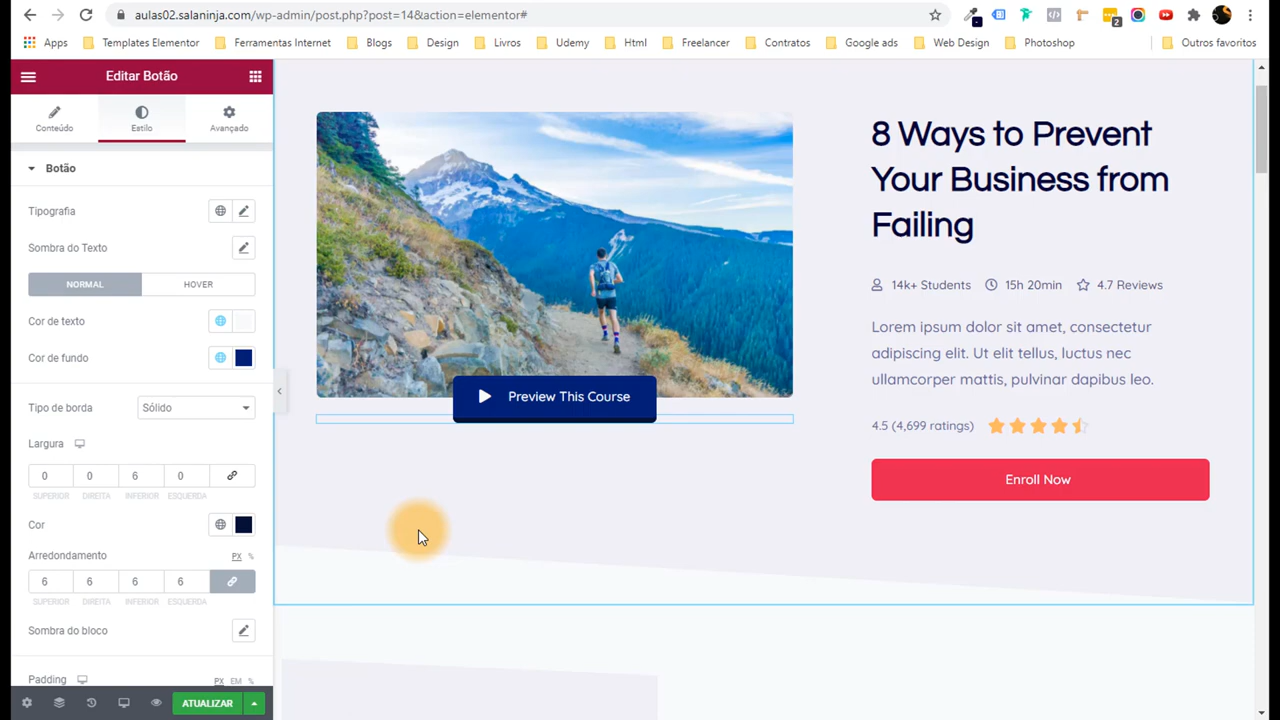 aulas02.salaninja.com/wp-admin/post.php?post=14&action=elementor#
2
Apps Templates Elementor Ferramentas Internet Blogs Design Livros Udemy Html Freelancer Contratos Google ads Web Design Photoshop Outros favoritos
Editar Botão
Conteúdo Estilo Avançado
Botão
Tipografia
Sombra do Texto
NORMAL HOVER
Cor de texto
Cor de fundo
Tipo de borda Sólido
Largura
0 0 6 0
SUPERIOR DIREITA INFERIOR ESQUERDA
Cor
Arredondamento PX %
6 6 6 6
SUPERIOR DIREITA INFERIOR ESQUERDA
Sombra do bloco
Padding PX EM %
ATUALIZAR
Preview This Course
8 Ways to Prevent
Your Business from
Failing
14k+ Students 15h 20min 4.7 Reviews
Lorem ipsum dolor sit amet, consectetur
adipiscing elit. Ut elit tellus, luctus nec
ullamcorper mattis, pulvinar dapibus leo.
4.5 (4,699 ratings)
Enroll Now